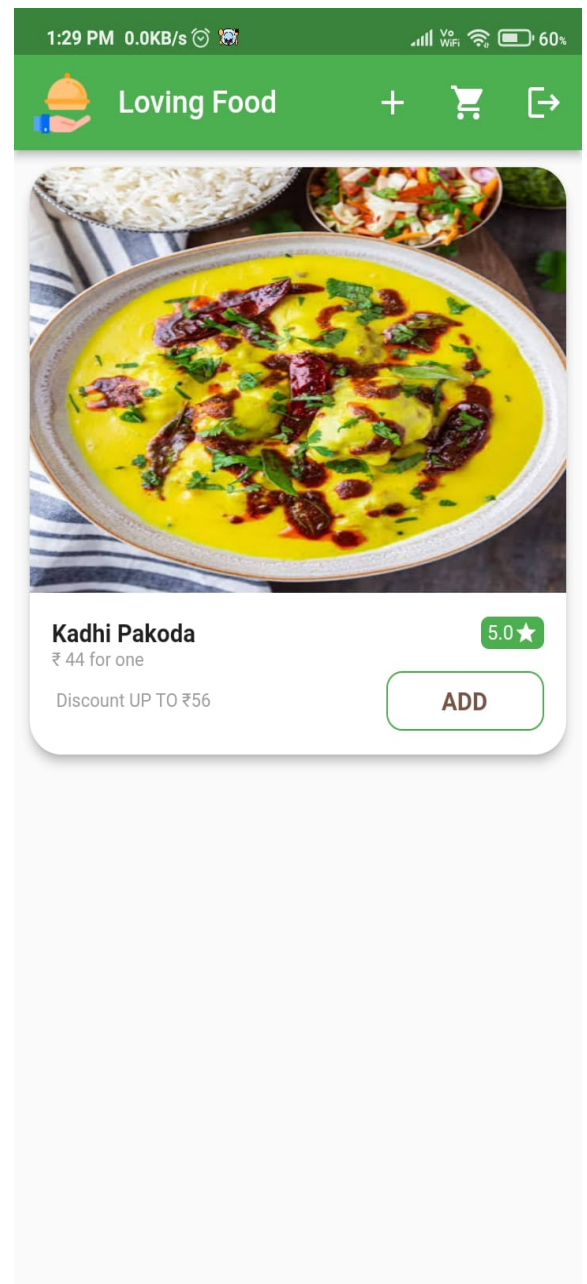 1:29 PM 0.0KB/s Vo WiFi 60%
Loving Food
Kadhi Pakoda 5.0
₹ 44 for one
Discount UP TO ₹56 ADD